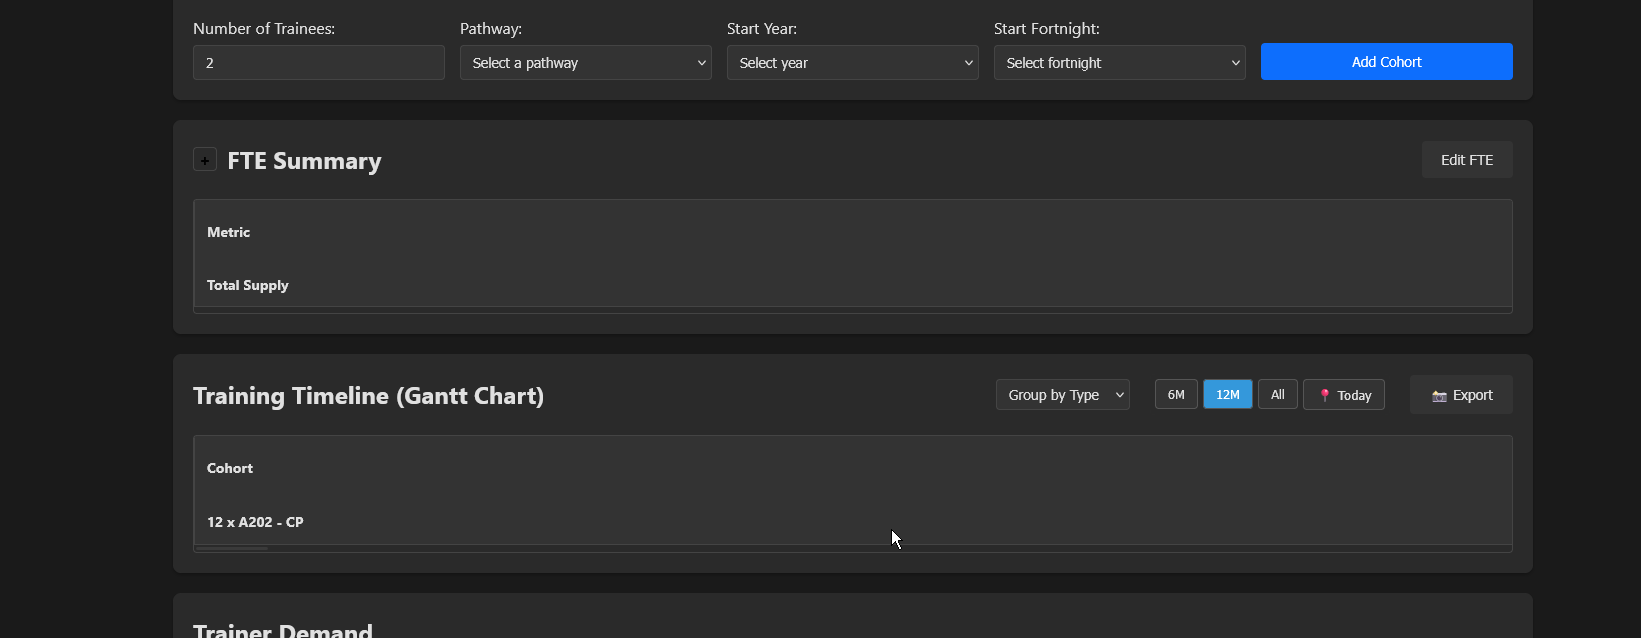 Number of Trainees: Pathway: Start Year: Start Fortnight:
2 Select a pathway Select year Select fortnight Add Cohort
+ FTE Summary Edit FTE
Metric
Total Supply
Training Timeline (Gantt Chart) Group by Type 6M 12M All Today Export
Cohort
12 x A202 - CP
Trainer Demand